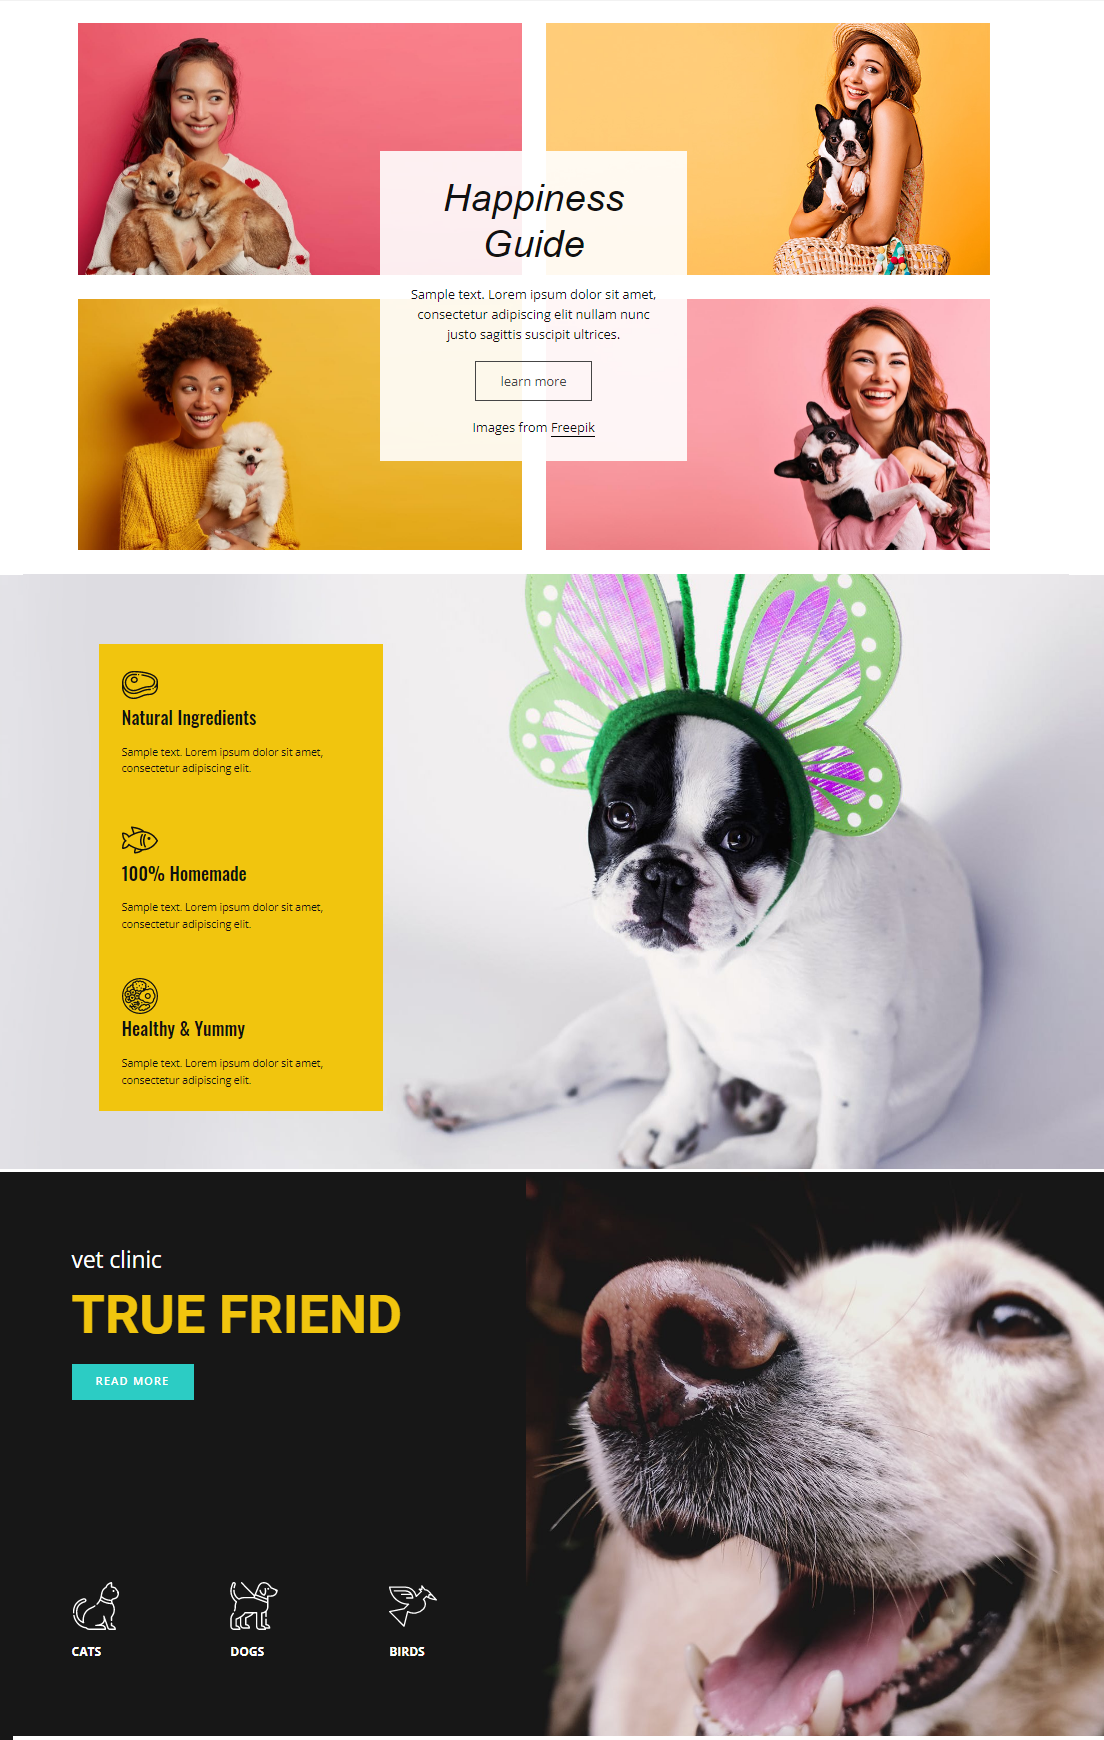 Happiness
Guide
Sample text. Lorem ipsum dolor sit amet,
consectetur adipiscing elit nullam nunc
justo sagittis suscipit ultrices.
learn more
Images from Freepik
Natural Ingredients
Sample text. Lorem ipsum dolor sit amet,
consectetur adipiscing elit.
100% Homemade
Sample text. Lorem ipsum dolor sit amet,
consectetur adipiscing elit.
Healthy & Yummy
Sample text. Lorem ipsum dolor sit amet,
consectetur adipiscing elit.
vet clinic
TRUE FRIEND
READ MORE
CATS
DOGS
BIRDS